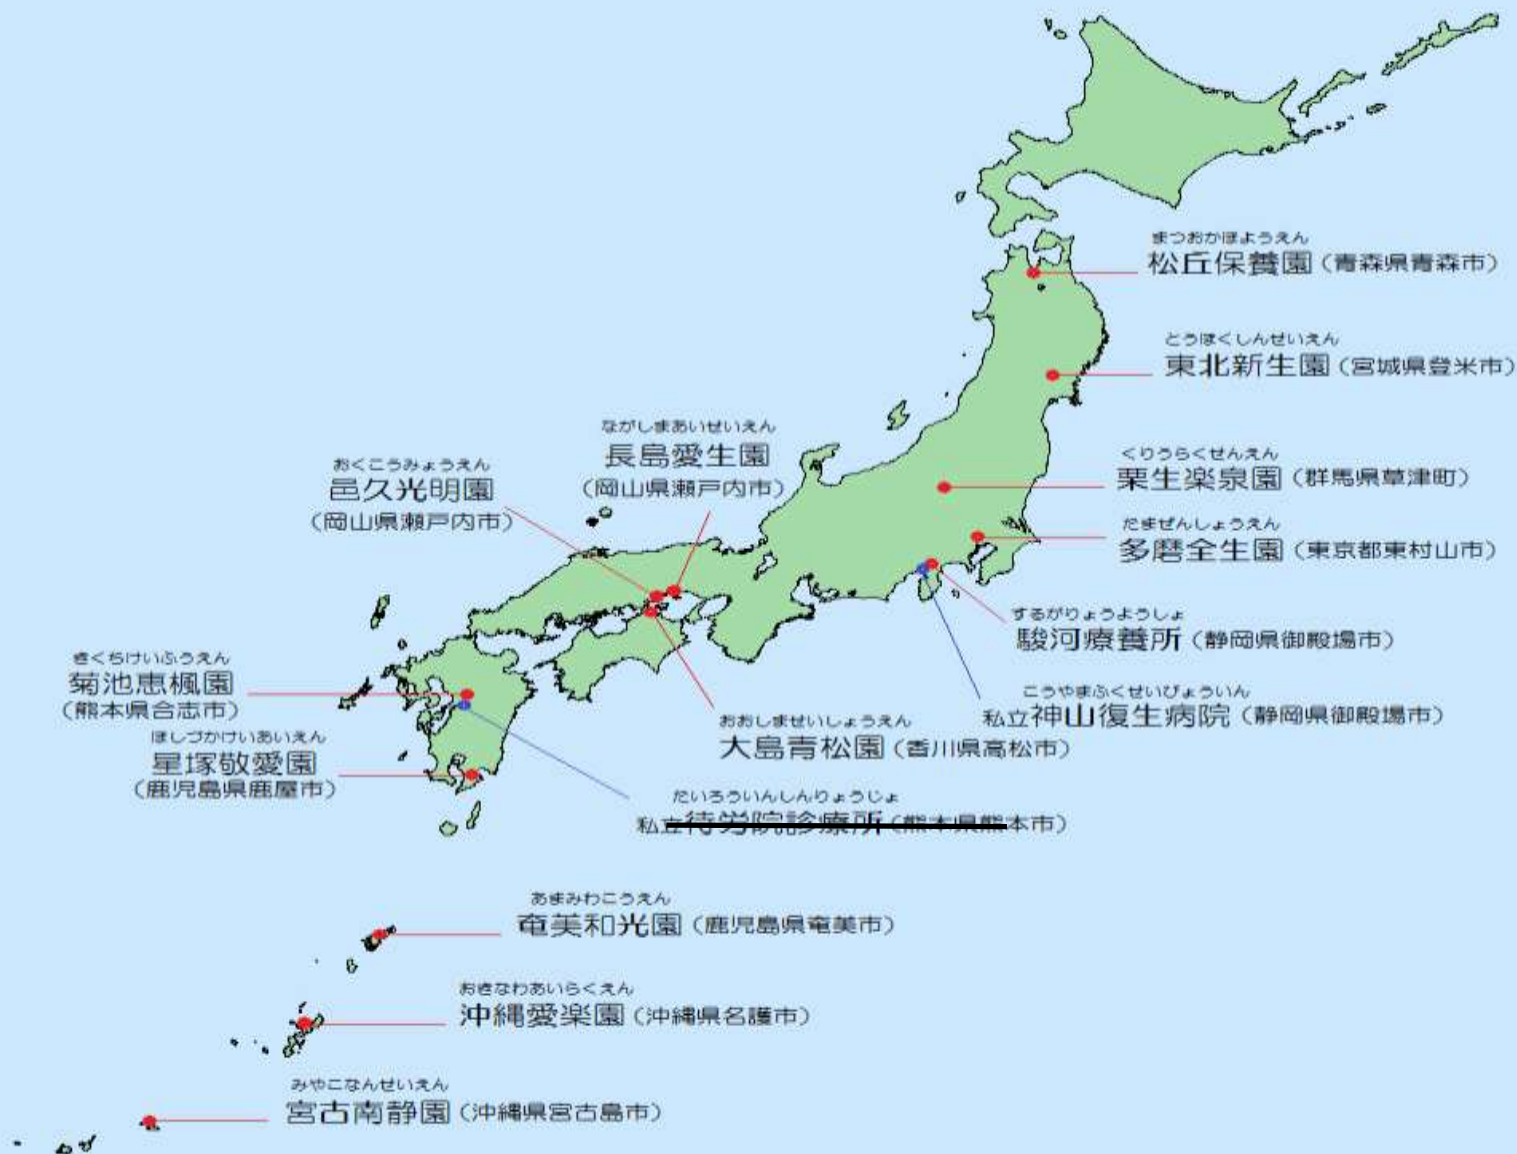 まつおかほようえん
松丘保養園（青森県青森市）
とうほくしんせいえん
東北新生園（宮城県登米市）
くりうらくせんえん
栗生楽泉園（群馬県草津町）
たまぜんしょうえん
多磨全生園（東京都東村山市）
するがりょうようしょ
駿河療養所（静岡県御殿場市）
こうやまふくせいびょういん
私立神山復生病院（静岡県御殿場市）
ながしまあいせいえん
長島愛生園
（岡山県瀬戸内市）
おくこうみょうえん
邑久光明園
（岡山県瀬戸内市）
おおしませいしょうえん
大島青松園（香川県高松市）
きくちけいふうえん
菊池恵楓園
（熊本県合志市）
ほしづかけいあいえん
星塚敬愛園
（鹿児島県鹿屋市）
たいろういんしんりょうじょ
私立待労院診療所（熊本県熊本市）
あまみわこうえん
奄美和光園（鹿児島県奄美市）
おきなわあいらくえん
沖縄愛楽園（沖縄県名護市）
みやこなんせいえん
宮古南静園（沖縄県宮古島市）